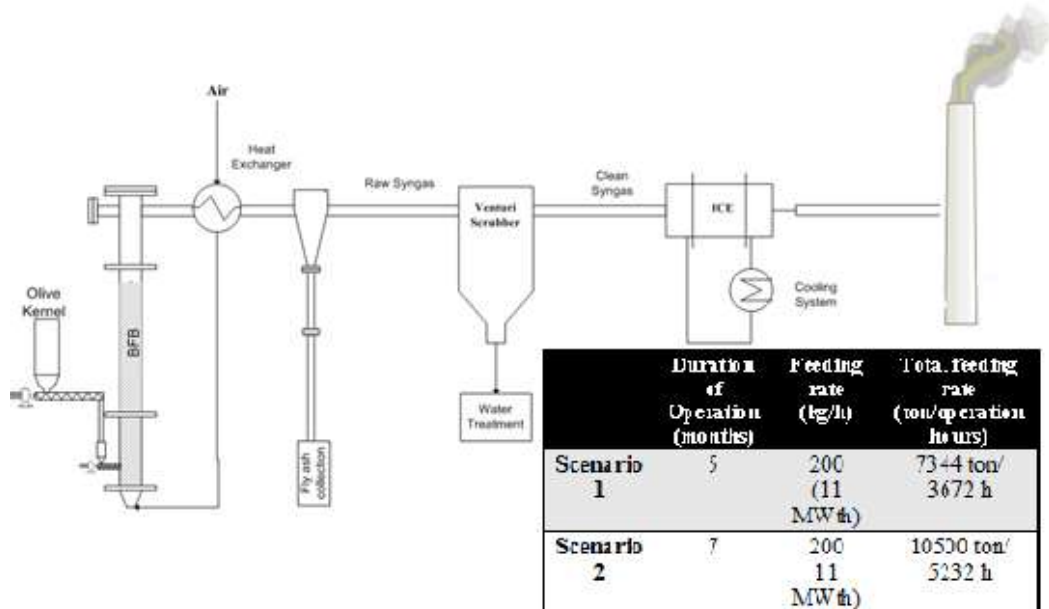 Air
Heat
Exchanger
Raw Syngas
Clean
Syngas
Venturi
Scrubber
ICE
Olive
Kernel
BFB
Cooling
System
Water
Treatment
Fly ash
collection
Duration
of
Operation
(months)
Feeding
rate
(kg/h)
Total feeding
rate
(ton/operation
hours)
Scenario
1
5
200
(11
MWth)
7344 ton/
3672 h
Scenario
2
7
200
11
MWth)
10500 ton/
5232 h